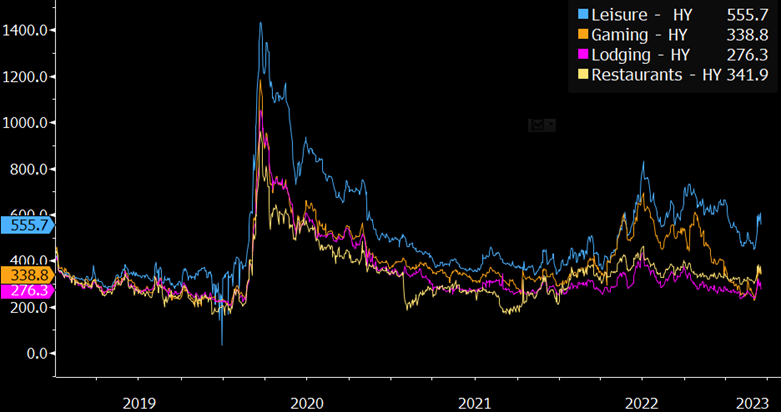 1400.0
1200.0
1000.0
800.0
600.0
400.0
200.0
0.0
555.7
338.8
276.3
Leisure - HY 555.7
Gaming - HY 338.8
Lodging - HY 276.3
Restaurants - HY 341.9
2019 2020 2021 2022 2023